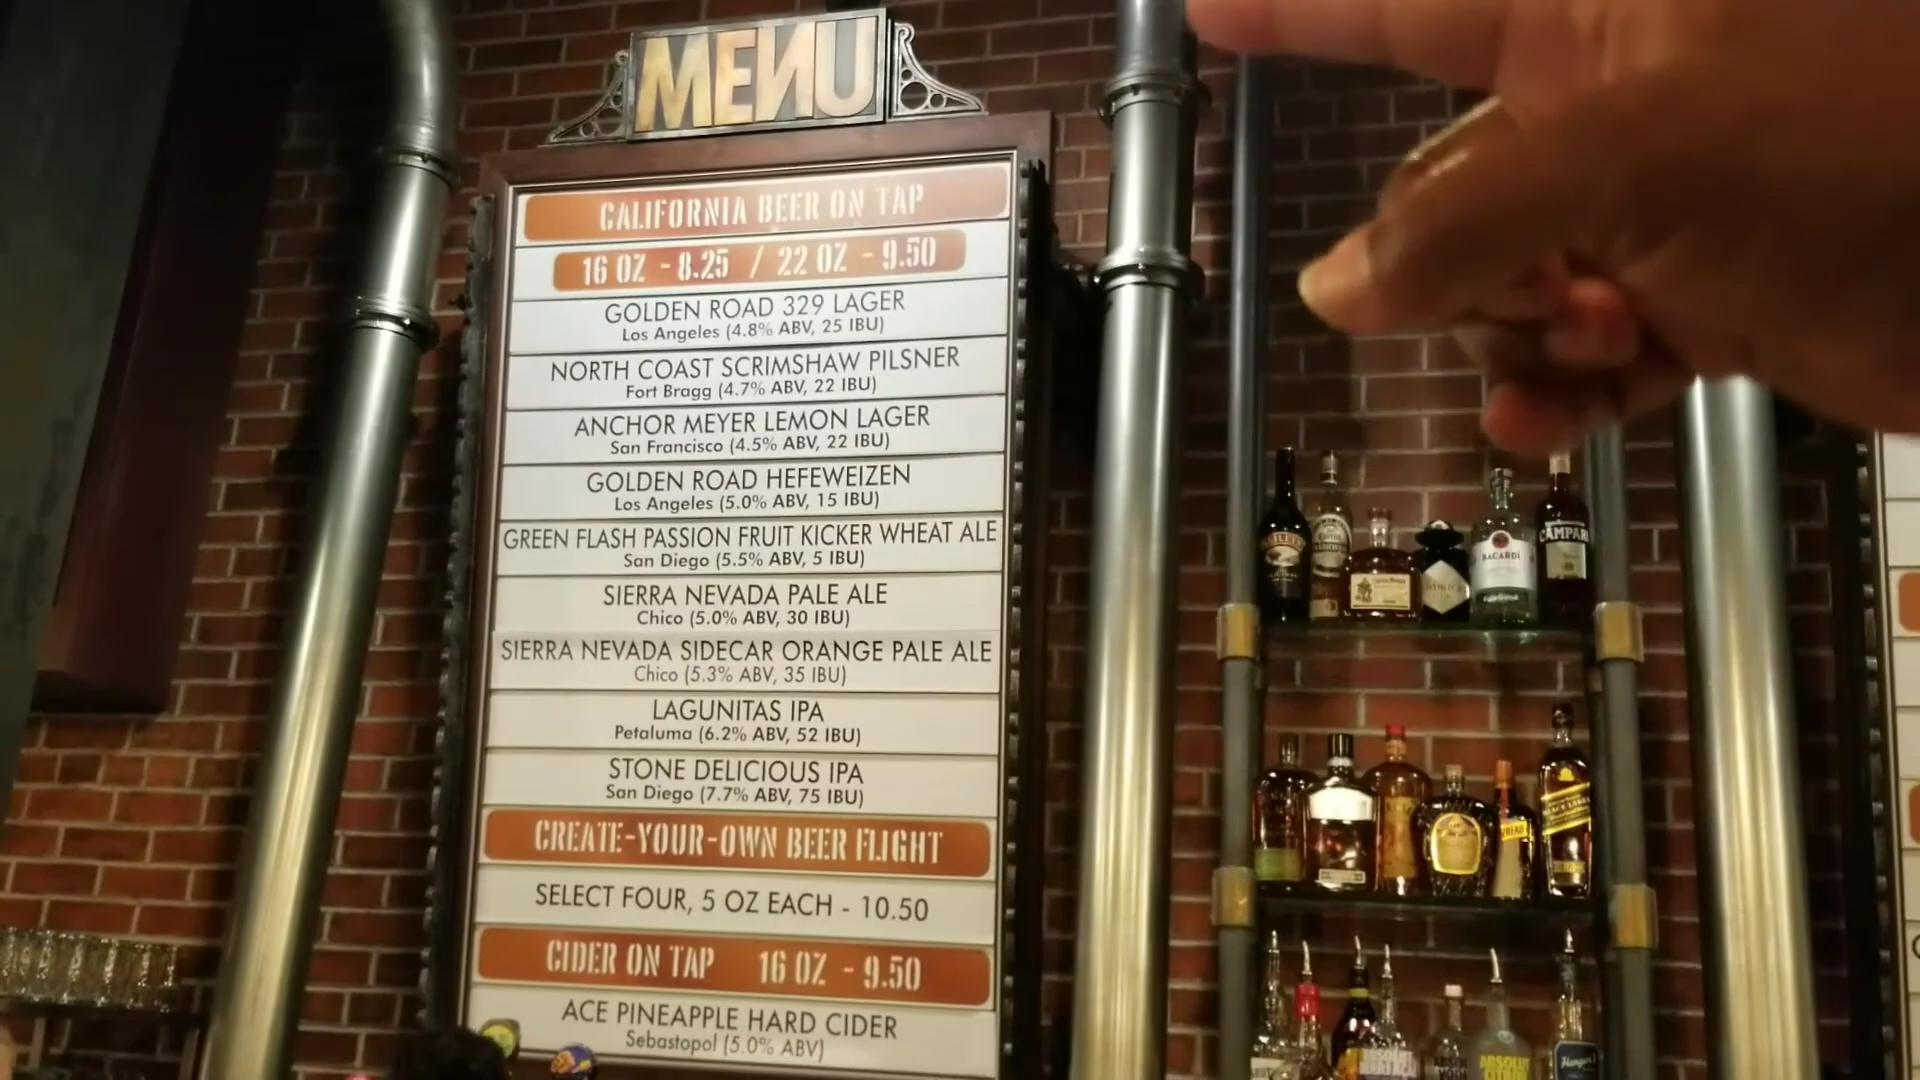 MENU
CALIFORNIA BEER ON TAP
16 OZ - 8.25 / 22 OZ - 9.50
GOLDEN ROAD 329 LAGER
Los Angeles (4.8% ABV, 25 IBU)
NORTH COAST SCRIMSHAW PILSNER
Fort Bragg (4.7% ABV, 22 IBU)
ANCHOR MEYER LEMON LAGER
San Francisco (4.5% ABV, 22 IBU)
GOLDEN ROAD HEFEWEIZEN
Los Angeles (5.0% ABV, 15 IBU)
GREEN FLASH PASSION FRUIT KICKER WHEAT ALE
San Diego (5.5% ABV, 5 IBU)
SIERRA NEVADA PALE ALE
Chico (5.0% ABV, 30 IBU)
SIERRA NEVADA SIDECAR ORANGE PALE ALE
Chico (5.3% ABV, 35 IBU)
LAGUNITAS IPA
Petaluma (6.2% ABV, 52 IBU)
STONE DELICIOUS IPA
San Diego (7.7% ABV, 75 IBU)
CREATE-YOUR-OWN BEER FLIGHT
SELECT FOUR, 5 OZ EACH - 10.50
CIDER ON TAP 16 OZ - 9.50
ACE PINEAPPLE HARD CIDER
Sebastopol (5.0% ABV)
BAILEYS
BACARDI
CAMPARI
BLACK LABEL
ABSOLUT
ABSOLUT